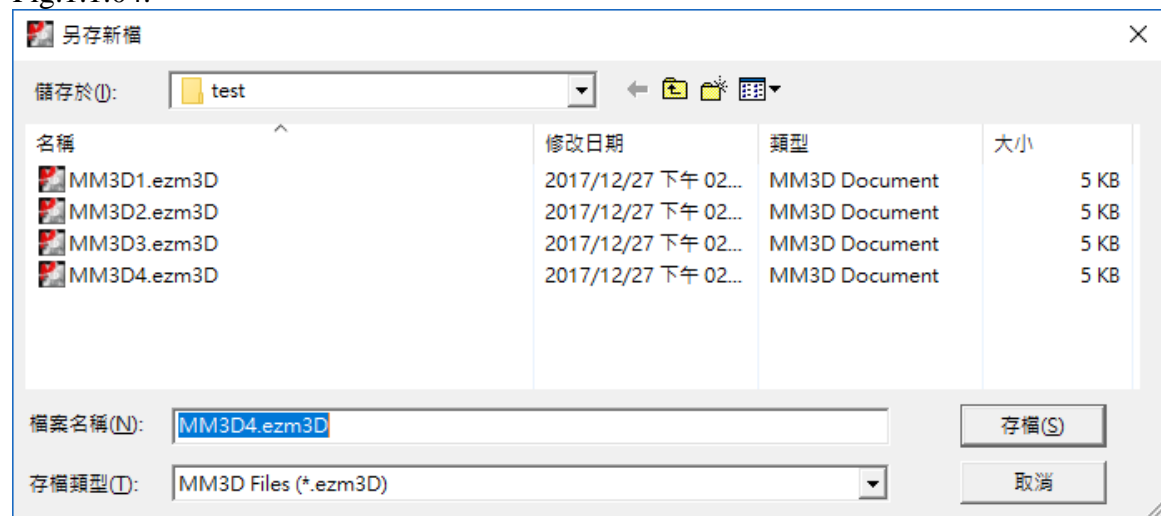 Fig.1.1.04.
另存新檔
儲存於(I): test
名稱 修改日期 類型 大小
MM3D1.ezm3D 2017/12/27 下午 02... MM3D Document 5 KB
MM3D2.ezm3D 2017/12/27 下午 02... MM3D Document 5 KB
MM3D3.ezm3D 2017/12/27 下午 02... MM3D Document 5 KB
MM3D4.ezm3D 2017/12/27 下午 02... MM3D Document 5 KB
檔案名稱(N): MM3D4.ezm3D 存檔(S)
存檔類型(T): MM3D Files (*.ezm3D) 取消